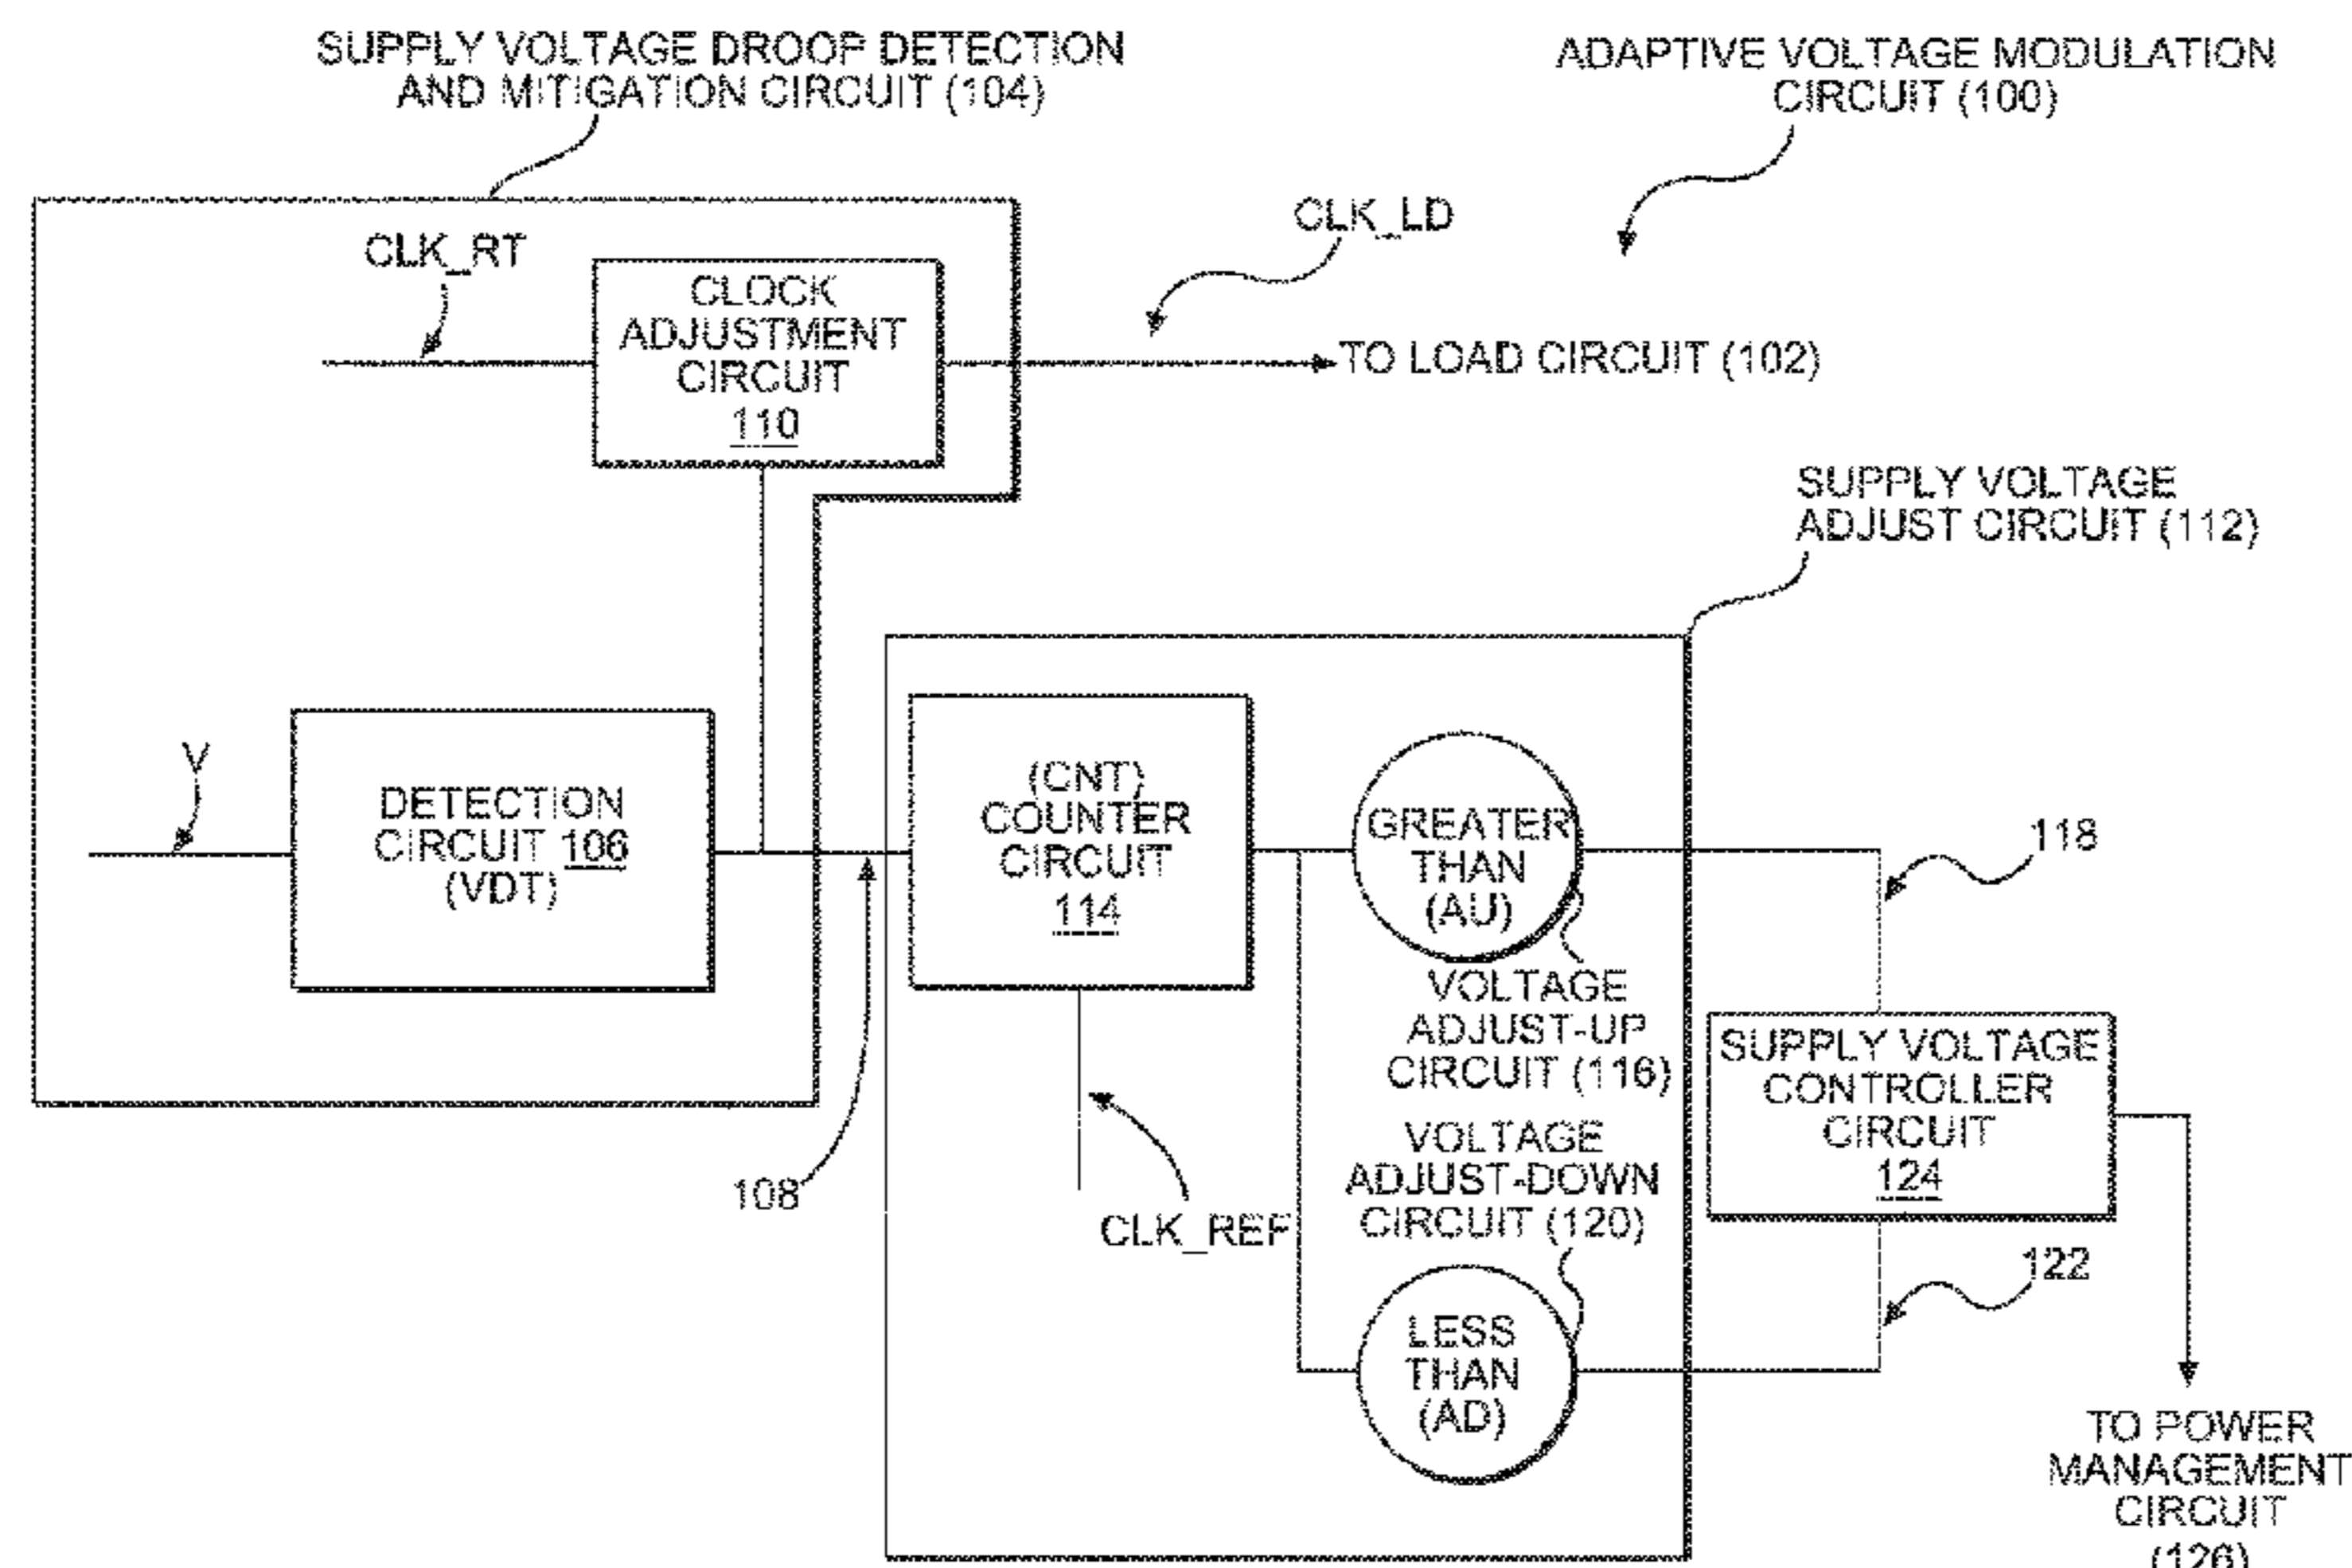 SUPPLY VOLTAGE DROOP DETECTION
AND MITIGATION CIRCUIT (104)
ADAPTIVE VOLTAGE MODULATION
CIRCUIT (100)
CLK_RT
CLK_LD
CLOCK
ADJUSTMENT
CIRCUIT
110
TO LOAD CIRCUIT (102)
SUPPLY VOLTAGE
ADJUST CIRCUIT (112)
V
DETECTION
CIRCUIT 106
(VDT)
(CNT)
COUNTER
CIRCUIT
114
GREATER
THAN
(AU)
118
VOLTAGE
ADJUST-UP
CIRCUIT (116)
SUPPLY VOLTAGE
CONTROLLER
CIRCUIT
124
108
CLK_REF
VOLTAGE
ADJUST-DOWN
CIRCUIT (120)
122
LESS
THAN
(AD)
TO POWER
MANAGEMENT
CIRCUIT
(126)